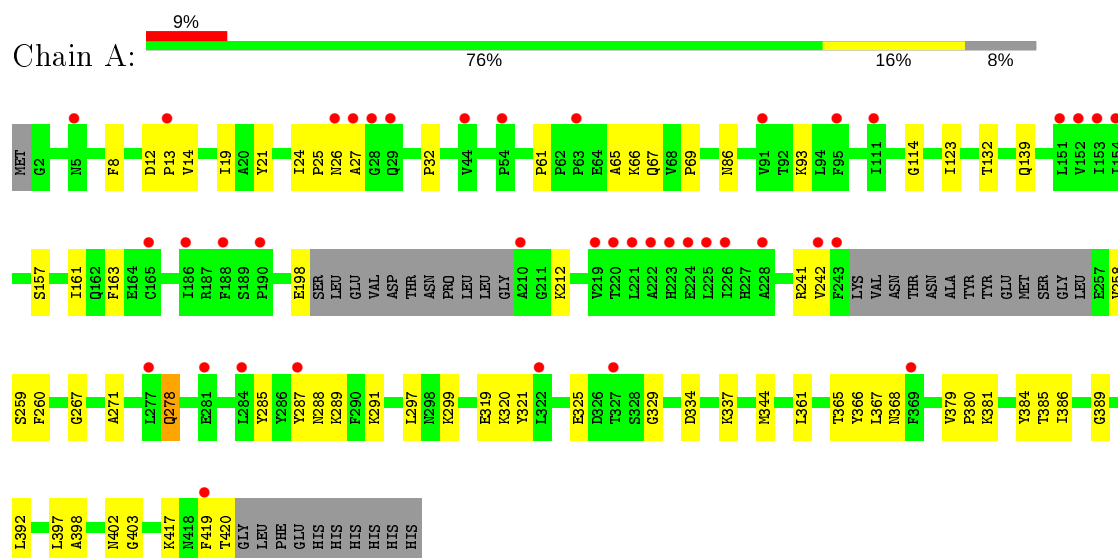 9%
Chain A:
76% 16% 8%
MET G2 N5 F8 D12 P13 V14 I19 A20 Y21 I24 P25 N26 A27 G28 Q29 P32 V44 P54 P61 P62 P63 E64 A65 K66 Q67 V68 P69 N86 V91 T92 K93 L94 F95 I111 G114 I123 T132 Q139 L151 V152 I153 I154
S157 I161 Q162 F163 E164 C165 I186 R187 F188 S189 P190 E198 SER LEU GLU VAL ASP THR ASN PRO LEU LEU GLY A210 G211 K212 V219 T220 L221 A222 H223 E224 L225 I226 H227 A228 R241 V242 F243 LYS VAL ASN THR ASN ALA TYR TYR GLU MET SER GLY LEU E257
S259 F260 G267 A271 L277 Q278 E281 L284 Y285 Y286 Y287 N288 K289 F290 K291 L297 N298 K299 E319 K320 Y321 L322 E325 D326 T327 S328 G329 D334 K337 M344 L361 T365 Y366 L367 N368 F369 V379 P380 K381 Y384 T385 I386 G389
L392 L397 A398 N402 G403 K417 N418 F419 T420 GLY LEU PHE GLU HIS HIS HIS HIS HIS HIS